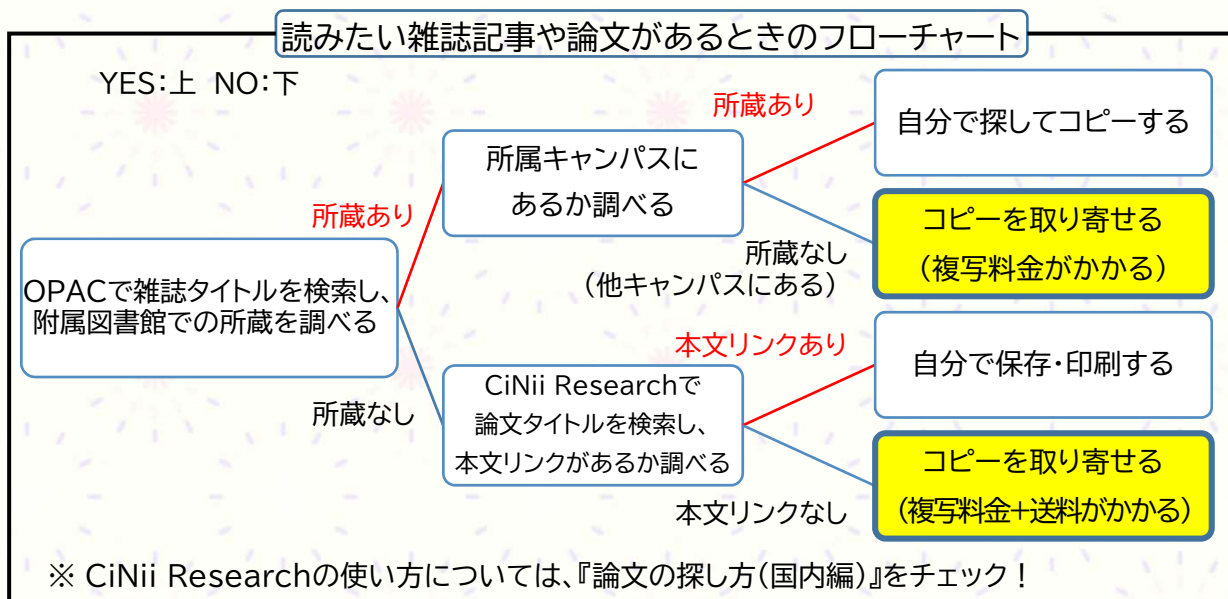 読みたい雑誌記事や論文があるときのフローチャート
YES:上 NO:下
OPACで雑誌タイトルを検索し、
附属図書館での所蔵を調べる
所蔵あり
所属キャンパスに
あるか調べる
所蔵あり
自分で探してコピーする
所蔵なし
（他キャンパスにある）
コピーを取り寄せる
（複写料金がかかる）
所蔵なし
CiNii Researchで
論文タイトルを検索し、
本文リンクがあるか調べる
本文リンクあり
自分で保存・印刷する
本文リンクなし
コピーを取り寄せる
（複写料金+送料がかかる）
※ CiNii Researchの使い方については、『論文の探し方(国内編)』をチェック！